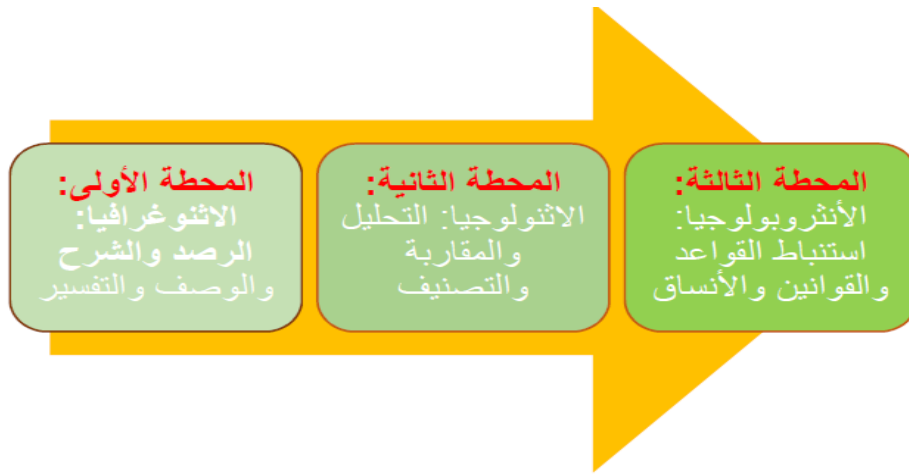 المحطة الأولى:
الاثنوغرافيا:
الرصد والشرح
والوصف والتفسير
المحطة الثانية:
الاثنولوجيا: التحليل
والمقاربة
والتصنيف
المحطة الثالثة:
الأنثروبولوجيا:
استنباط القواعد
والقوانين والأنساق